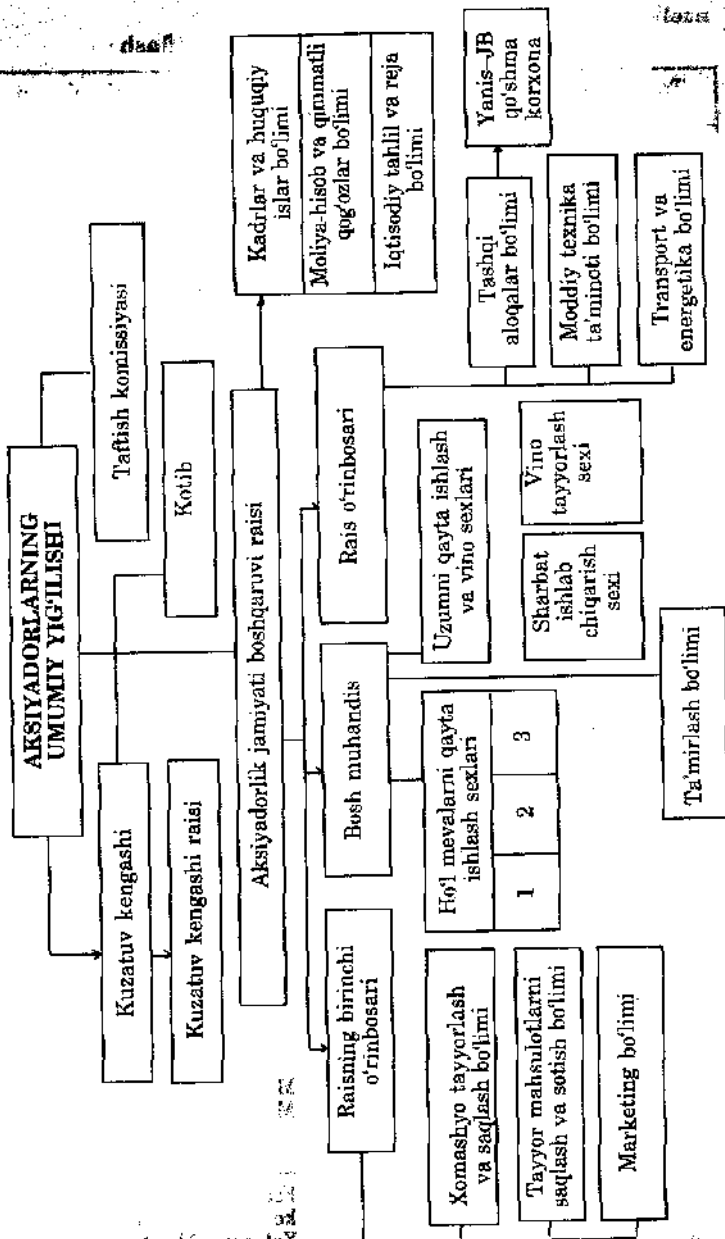 AKSIYADORLARNING
UMUMIY YIG'ILISHI
Kuzatuv kengashi
Taftish komissiyasi
Kuzatuv kengashi raisi
Kotib
Aksiyadorlik jamiyati boshqaruvi raisi
Kadrlar va huquqiy
islar bo'limi
Moliya-hisob va qimmatli
qog'ozlar bo'limi
Iqtisodiy tahlil va reja
bo'limi
Raisning birinchi
o'rinbosari
Bosh muhandis
Rais o'rinbosari
Xomashyo tayyorlash
va saqlash bo'limi
Tayyor mahsulotlarni
saqlash va sotish bo'limi
Marketing bo'limi
Ho'l mevalarni qayta
ishlash sexlari
1
2
3
Uzumni qayta ishlash
va vino sexlari
Sharbat
ishlab
chiqarish
sexi
Vino
tayyorlash
sexi
Ta'mirlash bo'limi
Tashqi
aloqalar bo'limi
Yanis–JB
qo'shma
korxona
Moddiy texnika
ta'minoti bo'limi
Transport va
energetika bo'limi